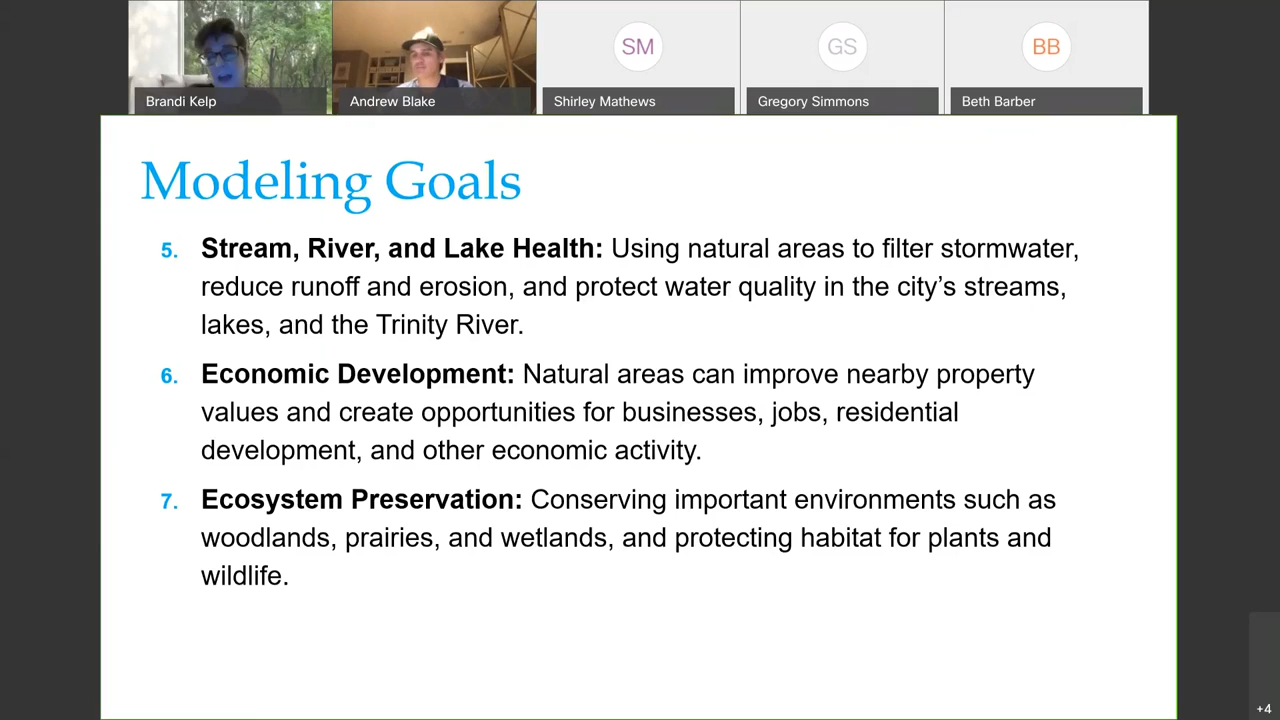 SM
GS
BB
Brandi Kelp
Andrew Blake
Shirley Mathews
Gregory Simmons
Beth Barber
Modeling Goals
5. Stream, River, and Lake Health: Using natural areas to filter stormwater,
reduce runoff and erosion, and protect water quality in the city’s streams,
lakes, and the Trinity River.
6. Economic Development: Natural areas can improve nearby property
values and create opportunities for businesses, jobs, residential
development, and other economic activity.
7. Ecosystem Preservation: Conserving important environments such as
woodlands, prairies, and wetlands, and protecting habitat for plants and
wildlife.
+4